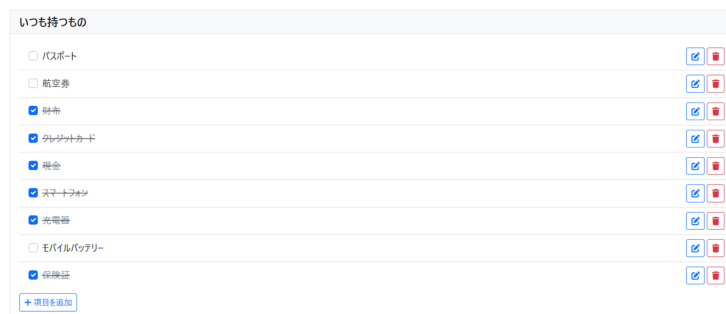 いつも持つもの
パスポート
航空券
財布
クレジットカード
現金
スマートフォン
充電器
モバイルバッテリー
保険証
+ 項目を追加